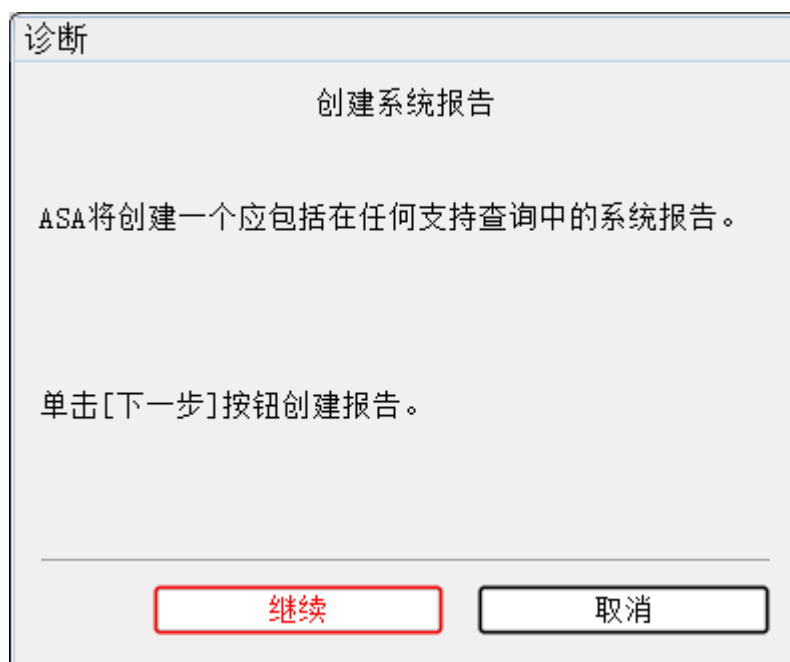 诊断
创建系统报告
ASA将创建一个应包括在任何支持查询中的系统报告。
单击[下一步]按钮创建报告。
继续
取消